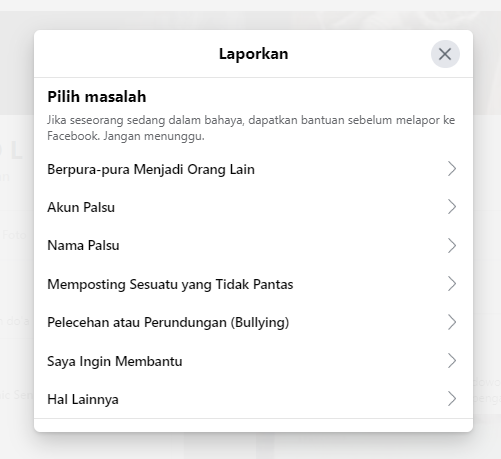 Laporkan
Pilih masalah
Jika seseorang sedang dalam bahaya, dapatkan bantuan sebelum melapor ke
Facebook. Jangan menunggu.
Berpura-pura Menjadi Orang Lain
Akun Palsu
Nama Palsu
Memposting Sesuatu yang Tidak Pantas
Pelecehan atau Perundungan (Bullying)
Saya Ingin Membantu
Hal Lainnya